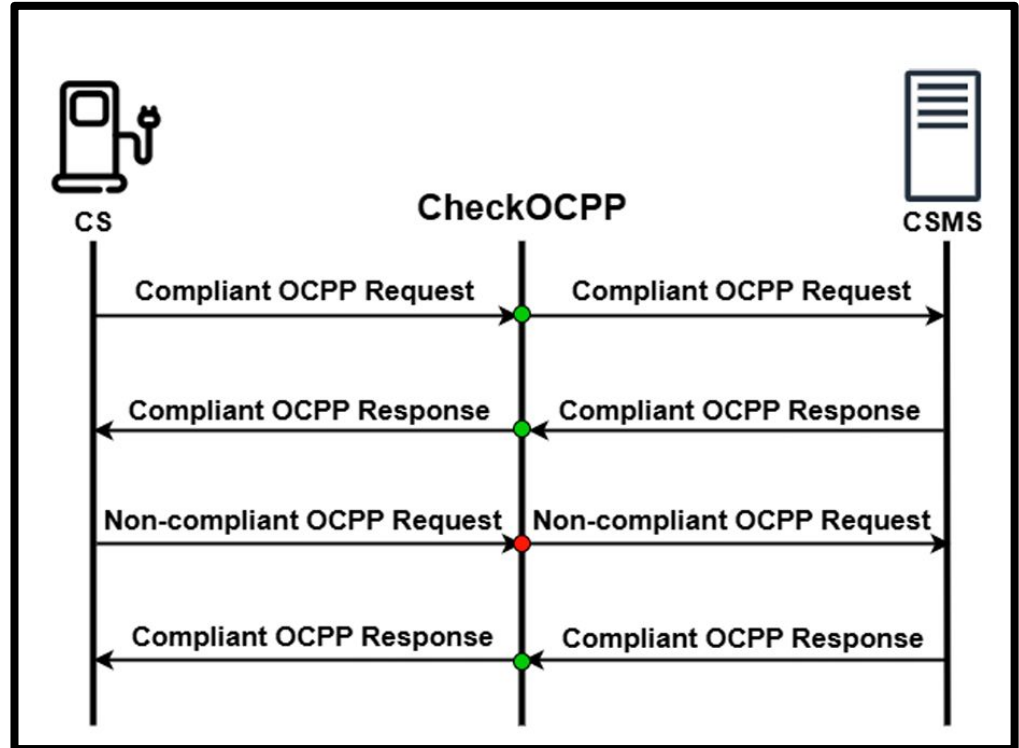 CS
CheckOCPP
CSMS
Compliant OCPP Request
Compliant OCPP Request
Compliant OCPP Response
Compliant OCPP Response
Non-compliant OCPP Request
Non-compliant OCPP Request
Compliant OCPP Response
Compliant OCPP Response